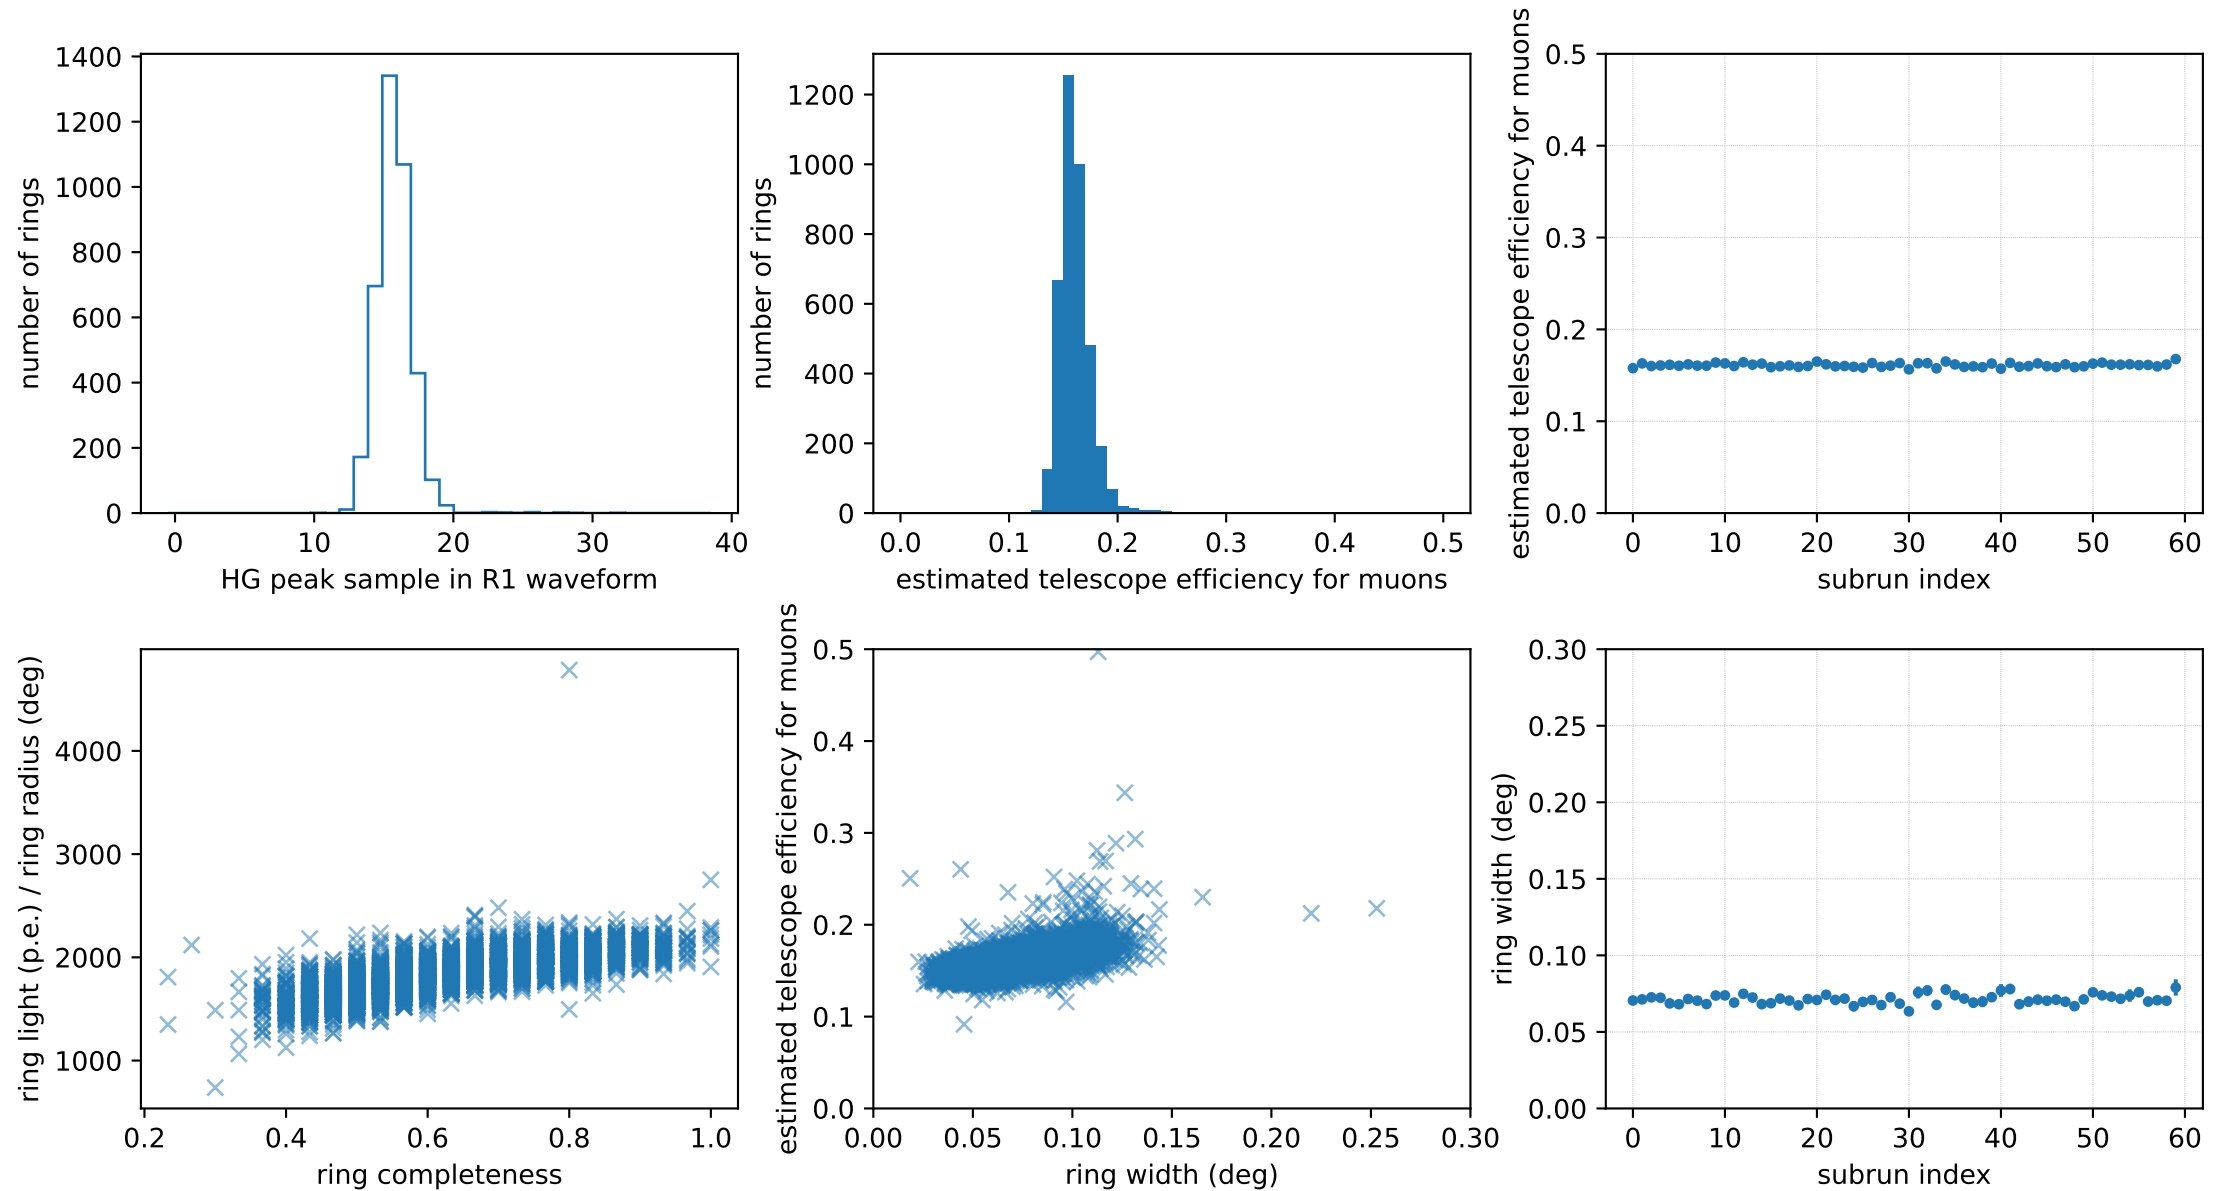 1400
1200
1000
800
600
400
200
0
number of rings
0 10 20 30 40
HG peak sample in R1 waveform
1200
1000
800
600
400
200
0
number of rings
0.0 0.1 0.2 0.3 0.4 0.5
estimated telescope efficiency for muons
0.5
0.4
0.3
0.2
0.1
0.0
estimated telescope efficiency for muons
0 10 20 30 40 50 60
subrun index
4000
3000
2000
1000
ring light (p.e.) / ring radius (deg)
0.2 0.4 0.6 0.8 1.0
ring completeness
0.5
0.4
0.3
0.2
0.1
0.0
estimated telescope efficiency for muons
0.00 0.05 0.10 0.15 0.20 0.25 0.30
ring width (deg)
0.30
0.25
0.20
0.15
0.10
0.05
0.00
ring width (deg)
0 10 20 30 40 50 60
subrun index